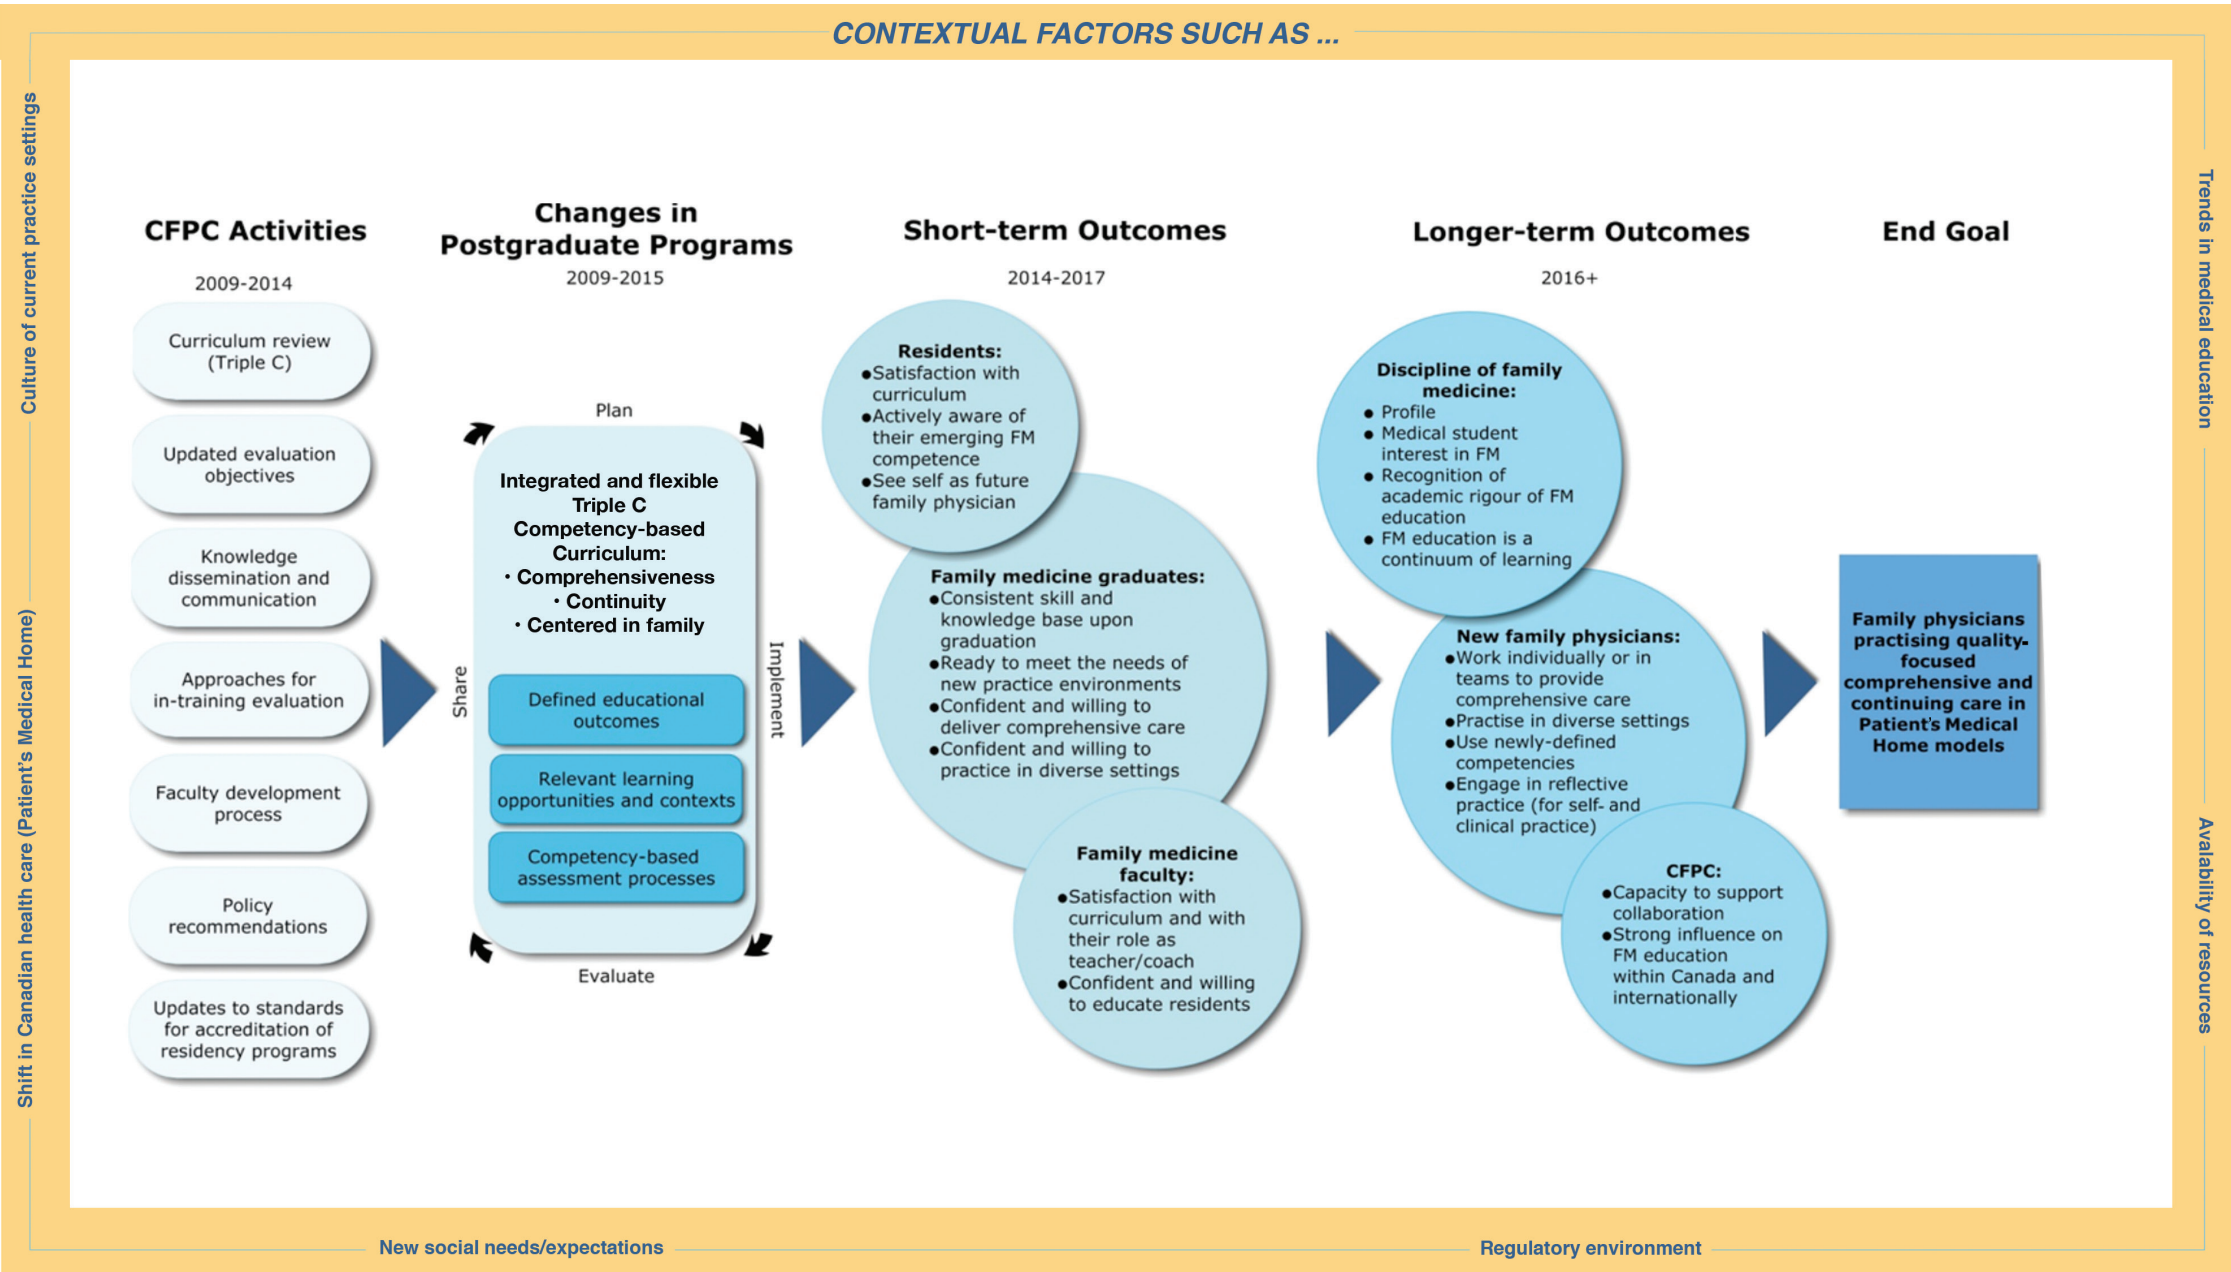 CONTEXTUAL FACTORS SUCH AS ...
Culture of current practice settings
Shift in Canadian health care (Patient's Medical Home)
CFPC Activities
2009-2014
Curriculum review
(Triple C)
Updated evaluation
objectives
Knowledge
dissemination and
communication
Approaches for
in-training evaluation
Faculty development
process
Policy
recommendations
Updates to standards
for accreditation of
residency programs
Changes in
Postgraduate Programs
2009-2015
Plan
Share
Integrated and flexible
Triple C
Competency-based
Curriculum:
• Comprehensiveness
• Continuity
• Centered in family
Defined educational
outcomes
Relevant learning
opportunities and contexts
Competency-based
assessment processes
Implement
Evaluate
Short-term Outcomes
2014-2017
Residents:
●Satisfaction with
curriculum
●Actively aware of
their emerging FM
competence
●See self as future
family physician
Family medicine graduates:
●Consistent skill and
knowledge base upon
graduation
●Ready to meet the needs of
new practice environments
●Confident and willing to
deliver comprehensive care
●Confident and willing to
practice in diverse settings
Family medicine
faculty:
●Satisfaction with
curriculum and with
their role as
teacher/coach
●Confident and willing
to educate residents
Longer-term Outcomes
2016+
Discipline of family
medicine:
● Profile
● Medical student
interest in FM
● Recognition of
academic rigour of FM
education
● FM education is a
continuum of learning
New family physicians:
●Work individually or in
teams to provide
comprehensive care
●Practise in diverse settings
●Use newly-defined
competencies
●Engage in reflective
practice (for self- and
clinical practice)
CFPC:
●Capacity to support
collaboration
●Strong influence on
FM education
within Canada and
internationally
End Goal
Family physicians
practising quality-
focused
comprehensive and
continuing care in
Patient's Medical
Home models
Trends in medical education
Avalability of resources
New social needs/expectations
Regulatory environment